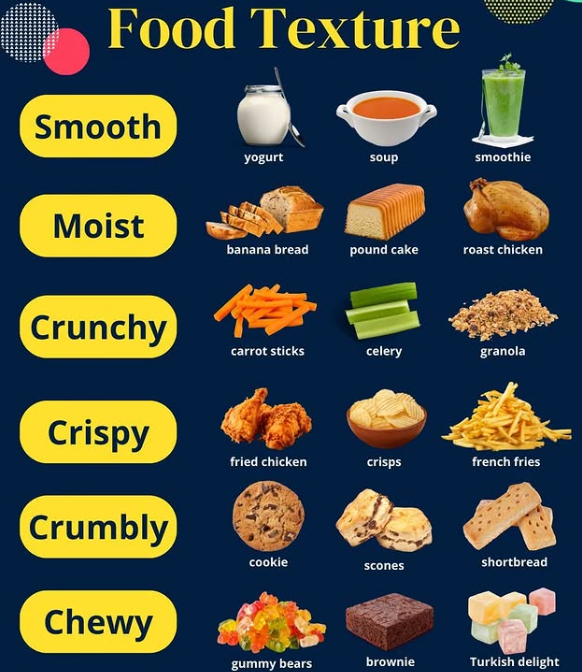 Food Texture
Smooth
yogurt
soup
smoothie
Moist
banana bread
pound cake
roast chicken
Crunchy
carrot sticks
celery
granola
Crispy
fried chicken
crisps
french fries
Crumbly
cookie
scones
shortbread
Chewy
gummy bears
brownie
Turkish delight